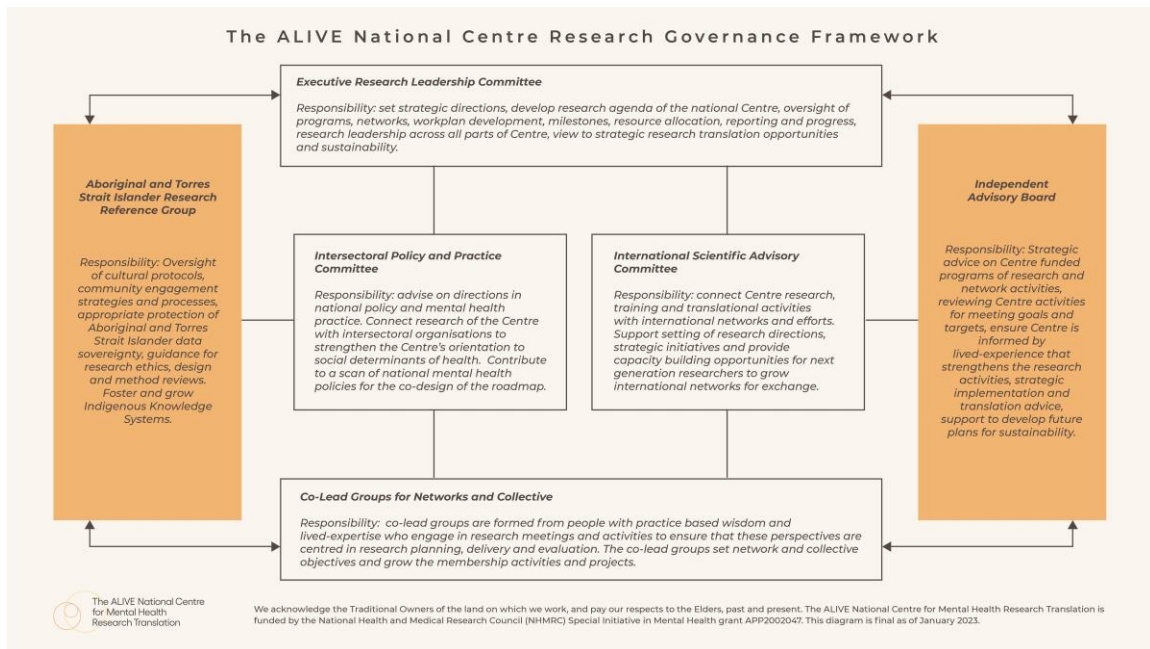 The ALIVE National Centre Research Governance Framework
Executive Research Leadership Committee
Responsibility: set strategic directions, develop research agenda of the national Centre, oversight of
programs, networks, workplan development, milestones, resource allocation, reporting and progress,
research leadership across all parts of Centre, view to strategic research translation opportunities
and sustainability.
Aboriginal and Torres
Strait Islander Research
Reference Group
Responsibility: Oversight
of cultural protocols,
community engagement
strategies and processes,
appropriate protection of
Aboriginal and Torres
Strait Islander data
sovereignty, guidance for
research ethics, design
and method reviews.
Foster and grow
Indigenous Knowledge
Systems.
Intersectoral Policy and Practice
Committee
Responsibility: advise on directions in
national policy and mental health
practice. Connect research of the Centre
with intersectoral organisations to
strengthen the Centre's orientation to
social determinants of health. Contribute
to a scan of national mental health
policies for the co-design of the roadmap.
International Scientific Advisory
Committee
Responsibility: connect Centre research,
training and translational activities
with international networks and efforts.
Support setting of research directions,
strategic initiatives and provide
capacity building opportunities for next
generation researchers to grow
international networks for exchange.
Independent
Advisory Board
Responsibility: Strategic
advice on Centre funded
programs of research and
network activities,
reviewing Centre activities
for meeting goals and
targets, ensure Centre is
informed by
lived-experience that
strengthens the research
activities, strategic
implementation and
translation advice,
support to develop future
plans for sustainability.
Co-Lead Groups for Networks and Collective
Responsibility: co-lead groups are formed from people with practice based wisdom and
lived-expertise who engage in research meetings and activities to ensure that these perspectives are
centred in research planning, delivery and evaluation. The co-lead groups set network and collective
objectives and grow the membership activities and projects.
The ALIVE National Centre
for Mental Health
Research Translation
We acknowledge the Traditional Owners of the land on which we work, and pay our respects to the Elders, past and present. The ALIVE National Centre for Mental Health Research Translation is
funded by the National Health and Medical Research Council (NHMRC) Special Initiative in Mental Health grant APP2002047. This diagram is final as of January 2023.